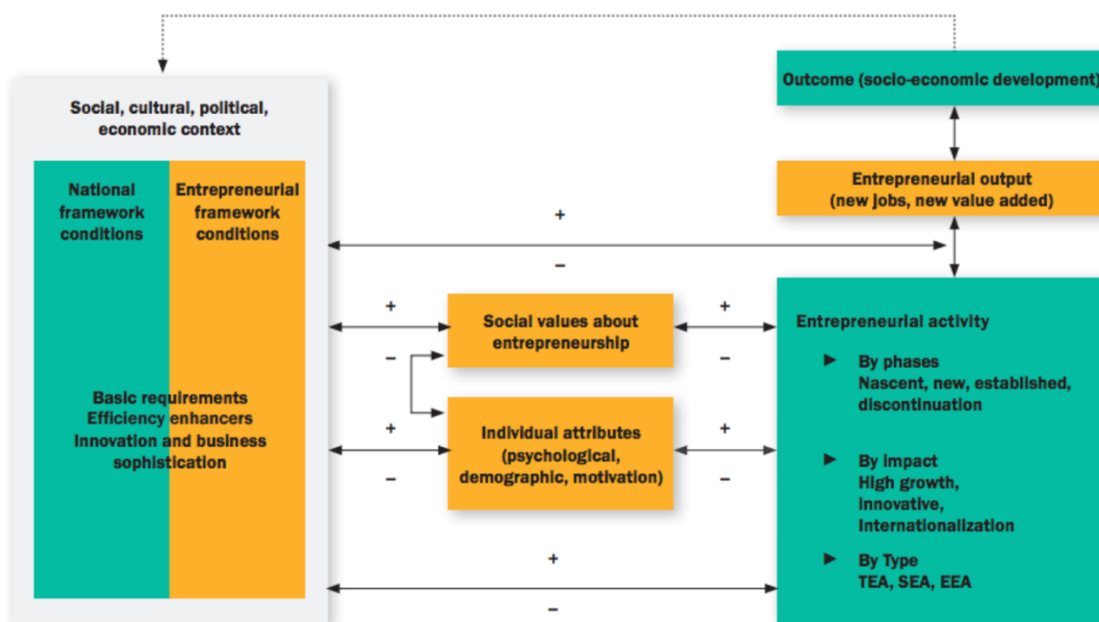 Outcome (socio-economic development)
Social, cultural, political,
economic context
National
framework
conditions
Entrepreneurial
framework
conditions
Entrepreneurial output
(new jobs, new value added)
+
–
+
–
Social values about
entrepreneurship
+
–
Entrepreneurial activity
► By phases
Nascent, new, established,
discontinuation
Basic requirements
Efficiency enhancers
Innovation and business
sophistication
+
–
Individual attributes
(psychological,
demographic, motivation)
+
–
► By impact
High growth,
innovative,
internationalization
► By Type
TEA, SEA, EEA
+
–